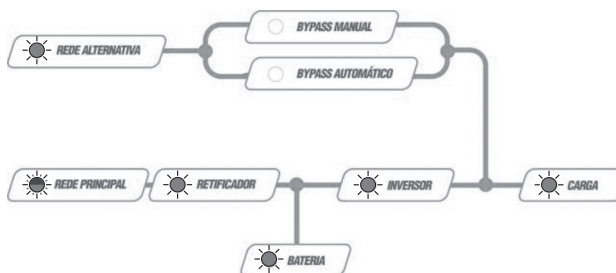 BYPASS MANUAL
REDE ALTERNATIVA
BYPASS AUTOMÁTICO
REDE PRINCIPAL
RETIFICADOR
INVERSOR
CARGA
BATERIA